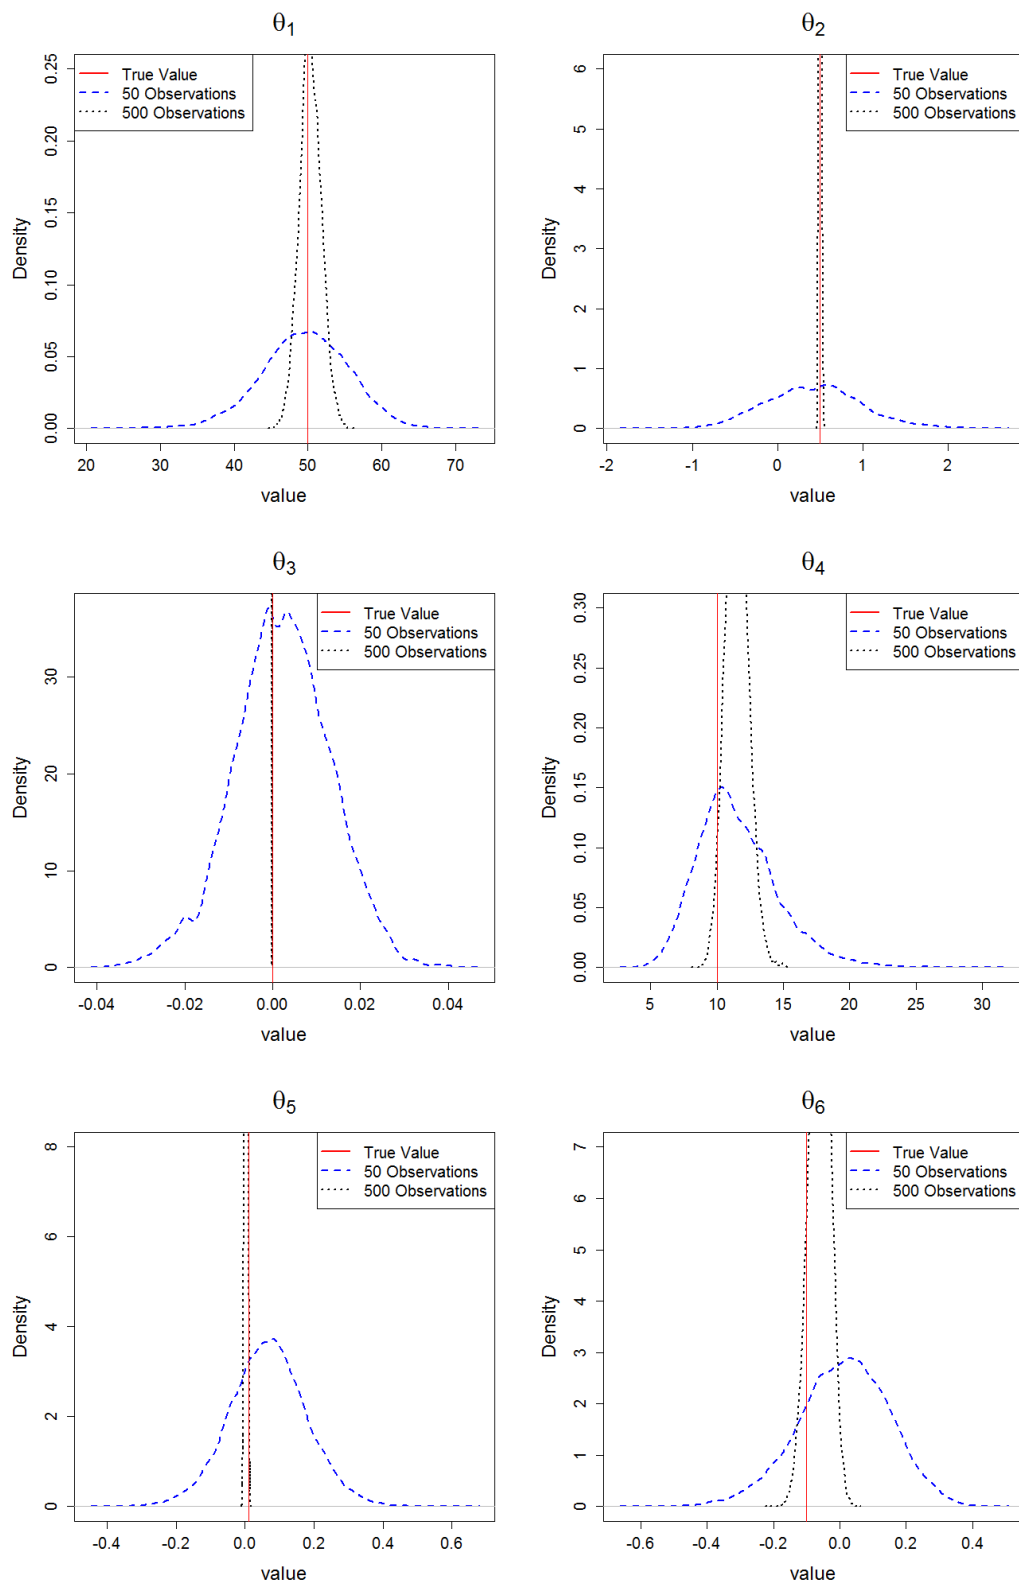 θ1
True Value
50 Observations
500 Observations
Density
0.00 0.05 0.10 0.15 0.20 0.25
20 30 40 50 60 70
value
θ2
True Value
50 Observations
500 Observations
Density
0 1 2 3 4 5 6
-2 -1 0 1 2
value
θ3
True Value
50 Observations
500 Observations
Density
0 10 20 30
-0.04 -0.02 0.00 0.02 0.04
value
θ4
True Value
50 Observations
500 Observations
Density
0.00 0.05 0.10 0.15 0.20 0.25 0.30
5 10 15 20 25 30
value
θ5
True Value
50 Observations
500 Observations
Density
0 2 4 6 8
-0.4 -0.2 0.0 0.2 0.4 0.6
value
θ6
True Value
50 Observations
500 Observations
Density
0 1 2 3 4 5 6 7
-0.6 -0.4 -0.2 0.0 0.2 0.4
value